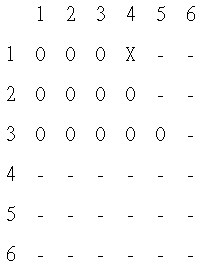 1 2 3 4 5 6
1 O O O X - -
2 O O O O - -
3 O O O O O -
4 - - - - - -
5 - - - - - -
6 - - - - - -